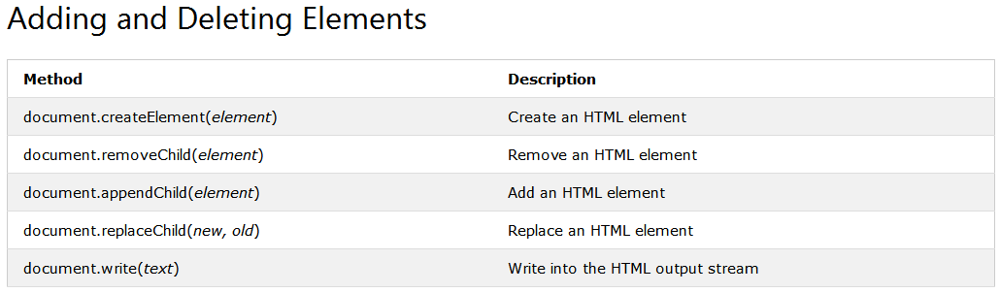 Adding and Deleting Elements
Method Description
document.createElement(element) Create an HTML element
document.removeChild(element) Remove an HTML element
document.appendChild(element) Add an HTML element
document.replaceChild(new, old) Replace an HTML element
document.write(text) Write into the HTML output stream